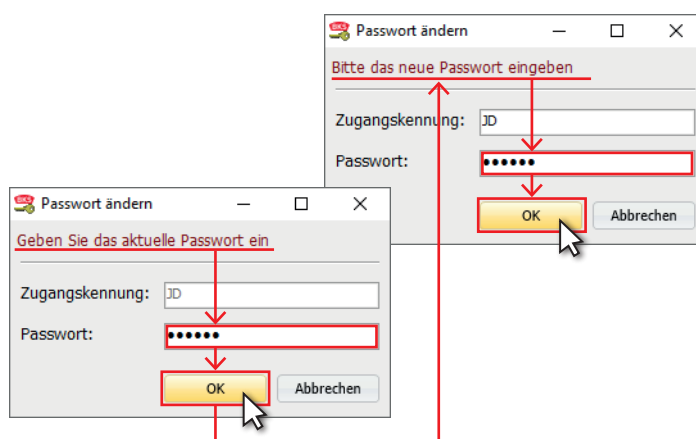 Passwort ändern
Bitte das neue Passwort eingeben
Zugangskennung: JD
Passwort: ••••••
OK Abbrechen
Passwort ändern
Geben Sie das aktuelle Passwort ein
Zugangskennung: JD
Passwort: ••••••
OK Abbrechen